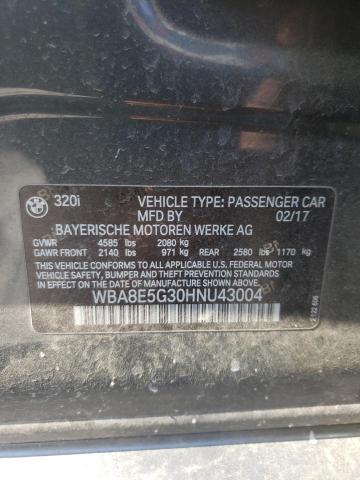 320i VEHICLE TYPE: PASSENGER CAR
MFD BY 02/17
BAYERISCHE MOTOREN WERKE AG
GVWR 4585 lbs 2080 kg
GAWR FRONT 2140 lbs 971 kg REAR 2580 lbs 1170 kg
THIS VEHICLE CONFORMS TO ALL APPLICABLE U.S. FEDERAL MOTOR
VEHICLE SAFETY, BUMPER, AND THEFT PREVENTION STANDARDS IN
EFFECT ON THE DATE OF MANUFACTURE SHOWN ABOVE.
WBA8E5G30HNU43004